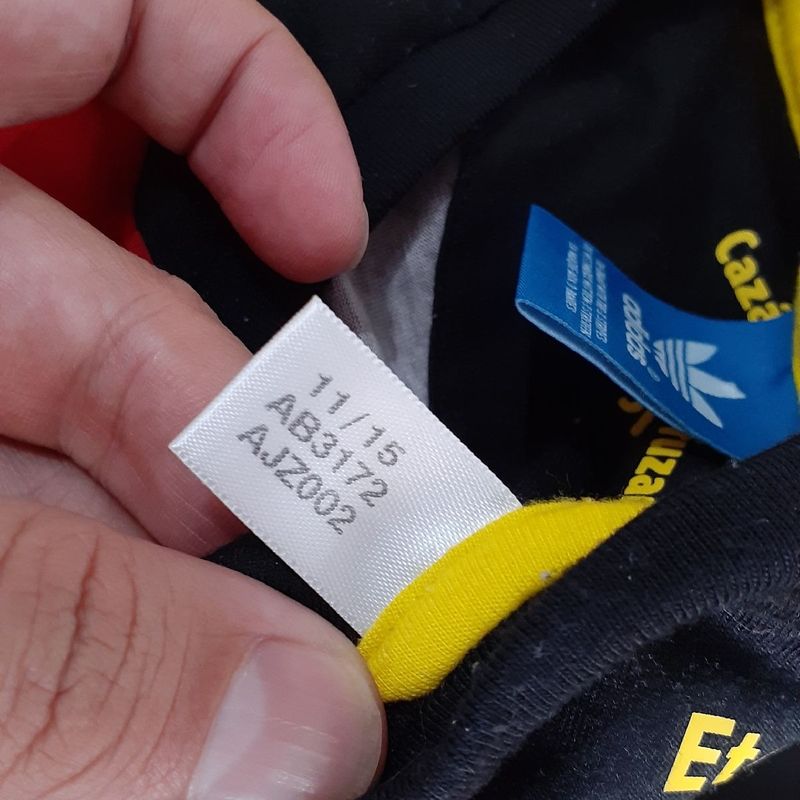 11/15
AB3172
AJZ002
adidas
Caza
Et